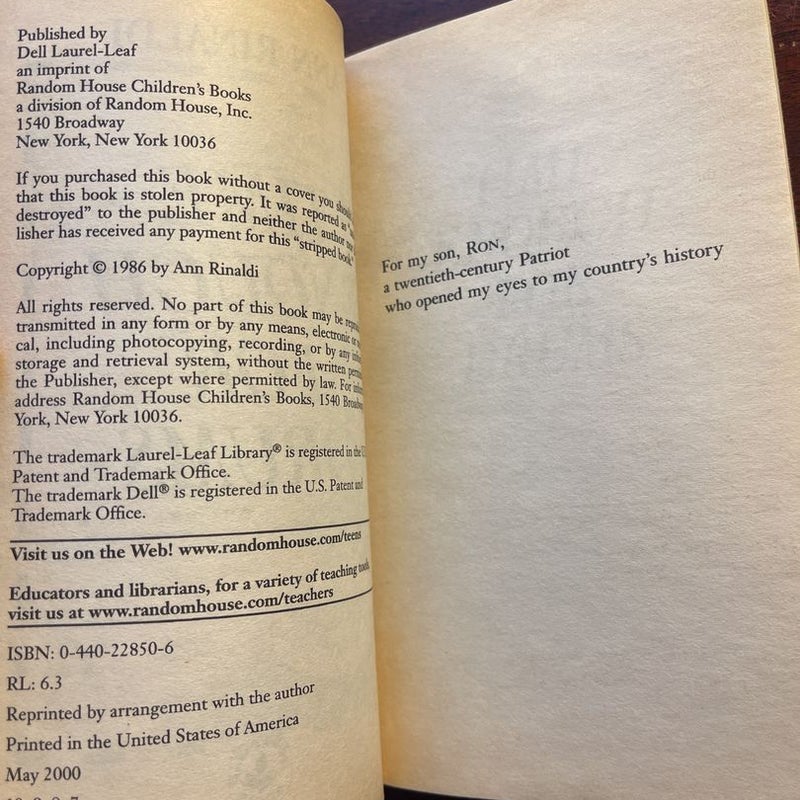 Published by
Dell Laurel-Leaf
an imprint of
Random House Children's Books
a division of Random House, Inc.
1540 Broadway
New York, New York 10036
If you purchased this book without a cover you
that this book is stolen property. It was reported as
destroyed" to the publisher and neither the author
lisher has received any payment for this "stripped book."
Copyright © 1986 by Ann Rinaldi
All rights reserved. No part of this book may be
transmitted in any form or by any means, electronic or
cal, including photocopying, recording, or by any
storage and retrieval system, without the written
the Publisher, except where permitted by law. For
address Random House Children's Books, 1540
York, New York 10036.
The trademark Laurel-Leaf Library® is registered in the
Patent and Trademark Office.
The trademark Dell® is registered in the U.S. Patent and
Trademark Office.
Visit us on the Web! www.randomhouse.com/teens
Educators and librarians, for a variety of teaching tools,
visit us at www.randomhouse.com/teachers
ISBN: 0-440-22850-6
RL: 6.3
Reprinted by arrangement with the author
Printed in the United States of America
May 2000
For my son, RON,
a twentieth-century Patriot
who opened my eyes to my country's history